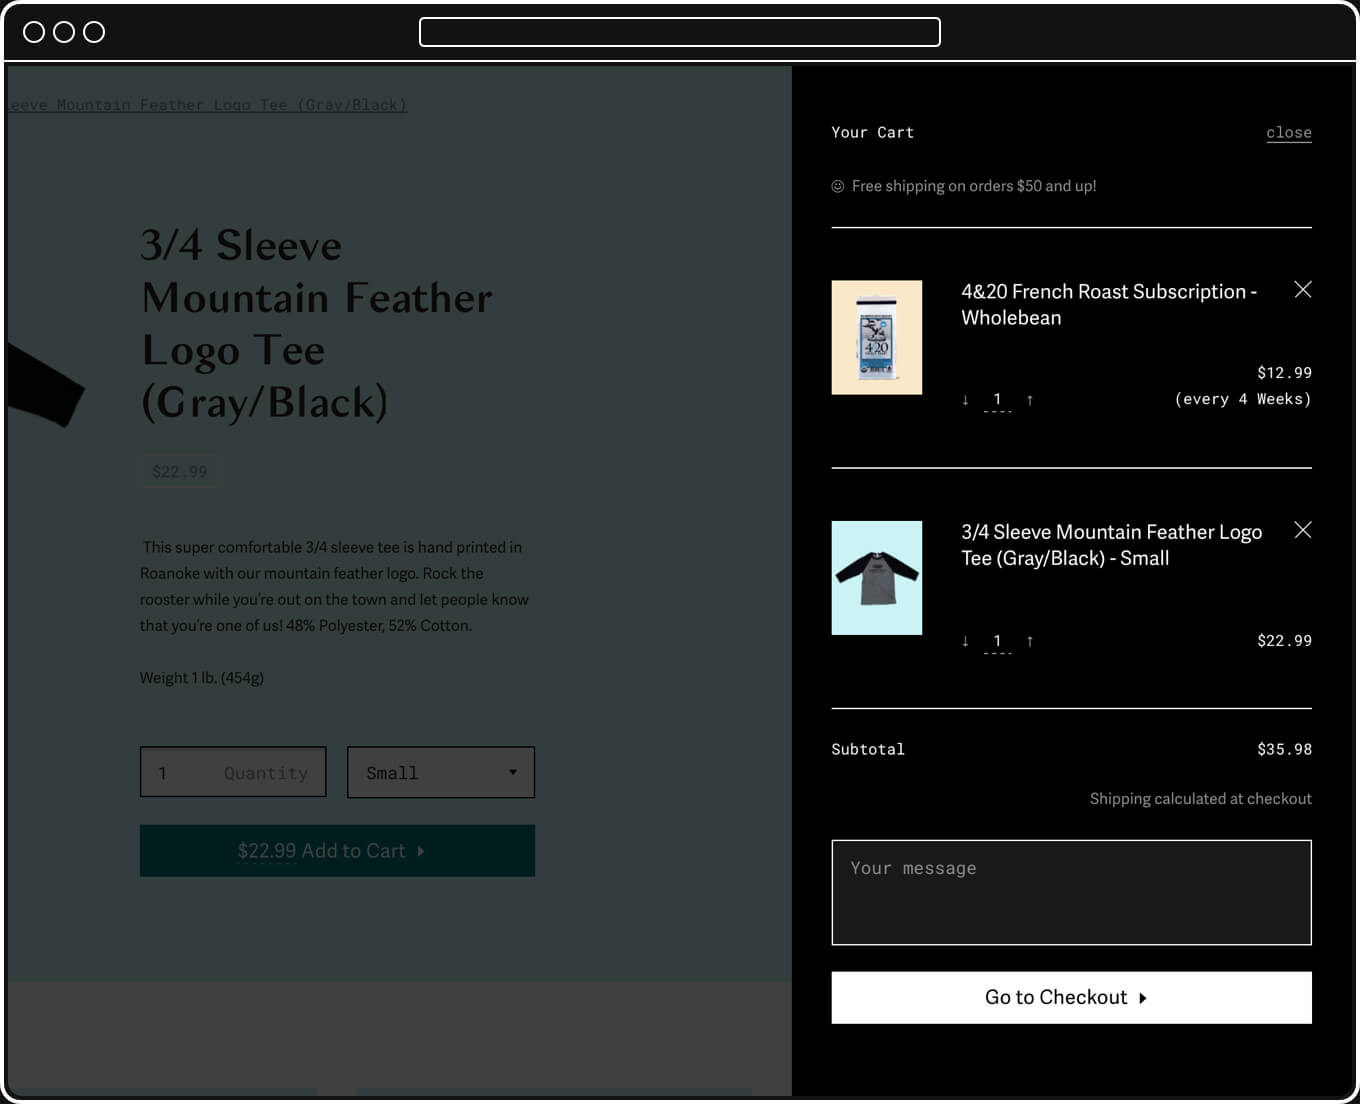 leeve Mountain Feather Logo Tee (Gray/Black)
3/4 Sleeve
Mountain Feather
Logo Tee
(Gray/Black)
$22.99
This super comfortable 3/4 sleeve tee is hand printed in
Roanoke with our mountain feather logo. Rock the
rooster while you're out on the town and let people know
that you're one of us! 48% Polyester, 52% Cotton.
Weight 1 lb. (454g)
1 Quantity
Small
$22.99 Add to Cart
Your Cart
close
Free shipping on orders $50 and up!
4&20 French Roast Subscription -
Wholebean
4·20
$12.99
1
(every 4 Weeks)
3/4 Sleeve Mountain Feather Logo
Tee (Gray/Black) - Small
1
$22.99
Subtotal
$35.98
Shipping calculated at checkout
Your message
Go to Checkout